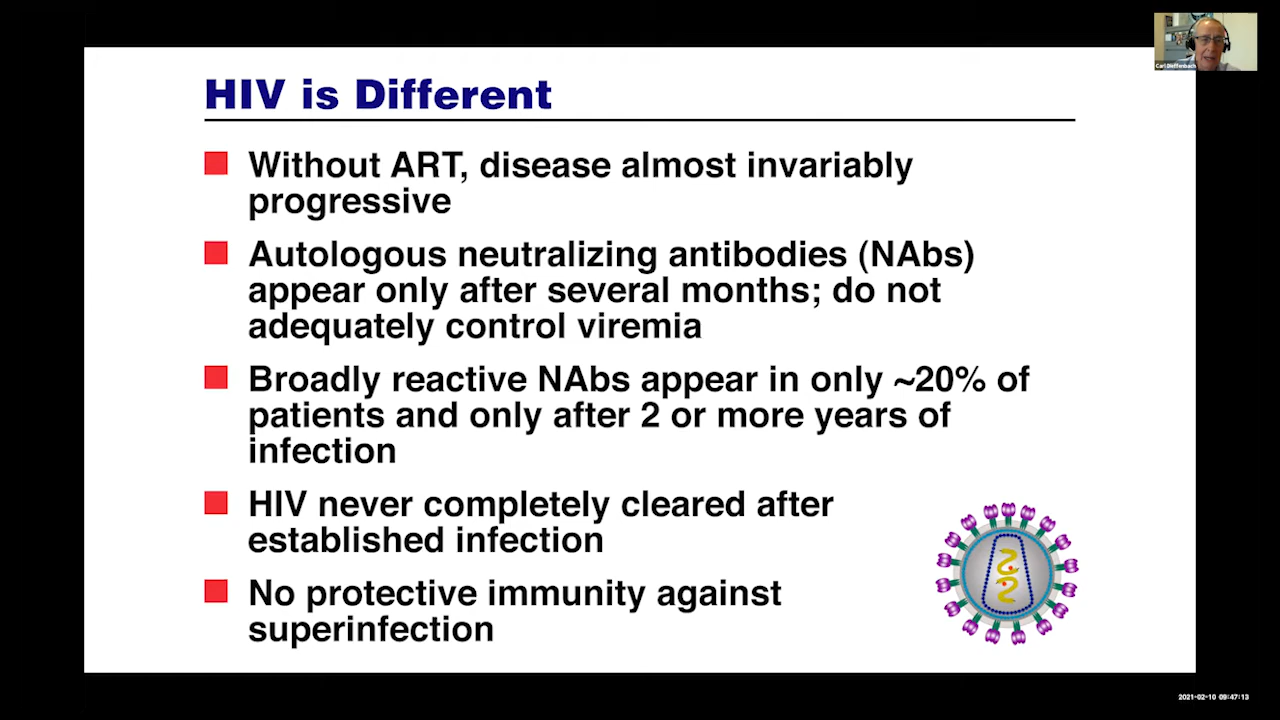 Carl Dieffenbach
HIV is Different
Without ART, disease almost invariably
progressive
Autologous neutralizing antibodies (NAbs)
appear only after several months; do not
adequately control viremia
Broadly reactive NAbs appear in only ~20% of
patients and only after 2 or more years of
infection
HIV never completely cleared after
established infection
No protective immunity against
superinfection
2021-02-10 09:47:13